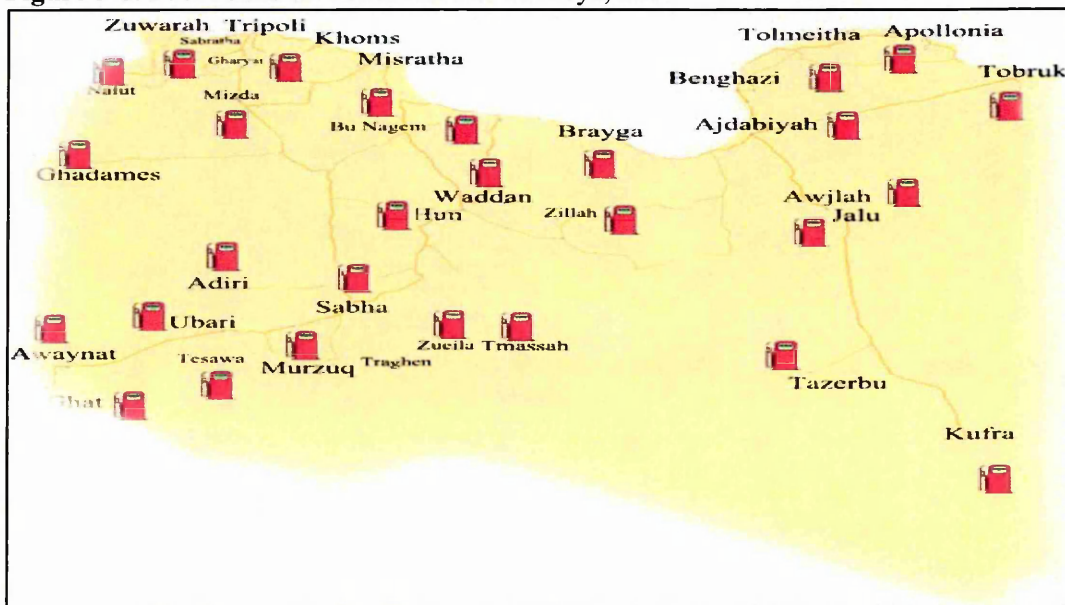 Zuwarah Tripoli
Sabratha
Khoms
Gharyat
Misratha
Nalut
Mizda
Bu Nagem
Tolmeitha
Apollonia
Benghazi
Tobruk
Ajdabiyah
Brayga
Ghadames
Waddan
Hun
Zillah
Awjlah
Jalu
Adiri
Sabha
Ubari
Zueila
Tmassah
Awaynat
Tesawa
Murzuq
Traghen
Tazerbu
Ghat
Kufra